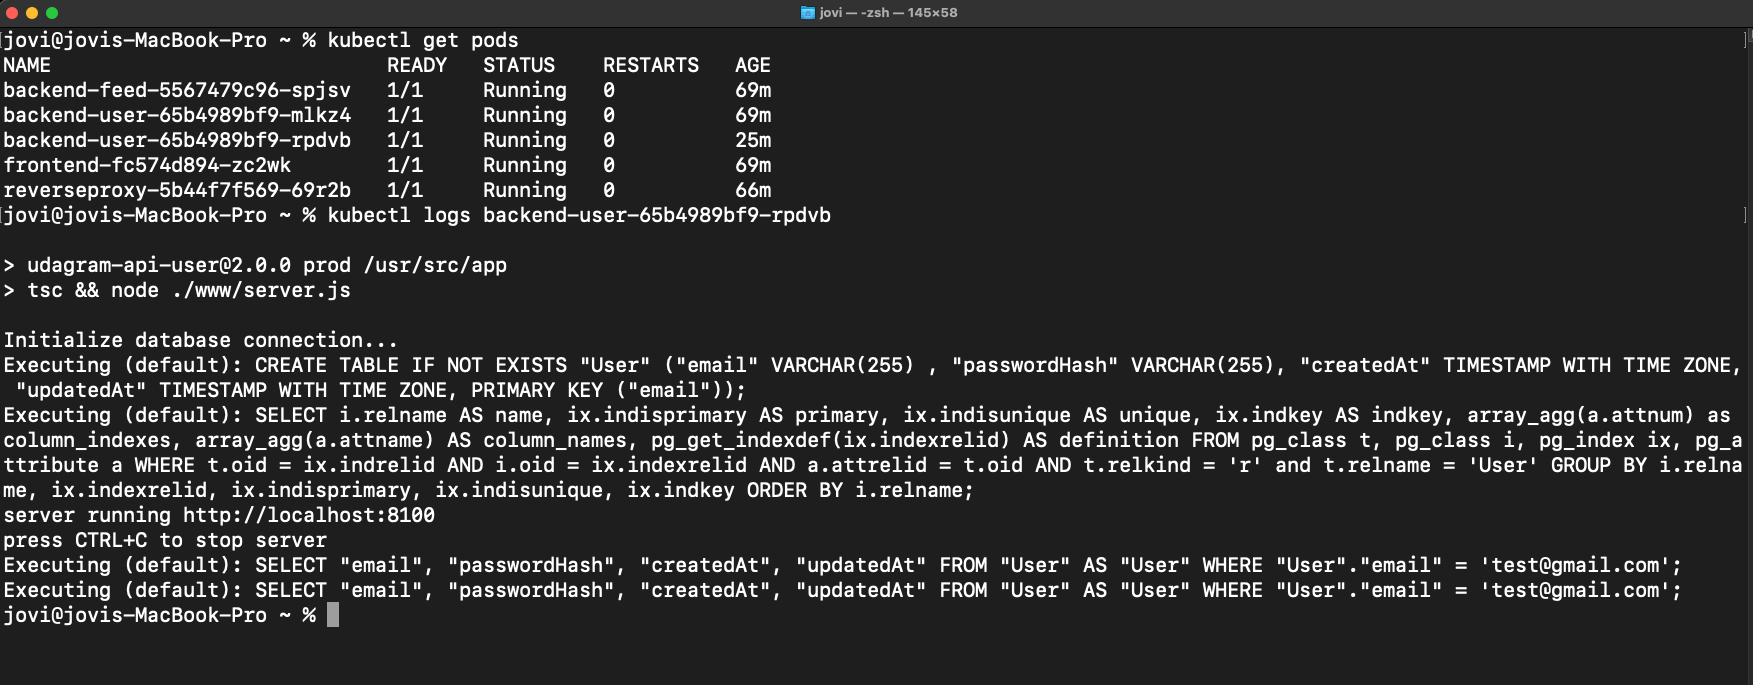 jovi — -zsh — 145×58
jovi@jovis-MacBook-Pro ~ % kubectl get pods
NAME                            READY   STATUS    RESTARTS   AGE
backend-feed-5567479c96-spjsv   1/1     Running   0          69m
backend-user-65b4989bf9-mlkz4   1/1     Running   0          69m
backend-user-65b4989bf9-rpdvb   1/1     Running   0          25m
frontend-fc574d894-zc2wk        1/1     Running   0          69m
reverseproxy-5b44f7f569-69r2b   1/1     Running   0          66m
jovi@jovis-MacBook-Pro ~ % kubectl logs backend-user-65b4989bf9-rpdvb
> udagram-api-user@2.0.0 prod /usr/src/app
> tsc && node ./www/server.js
Initialize database connection...
Executing (default): CREATE TABLE IF NOT EXISTS "User" ("email" VARCHAR(255) , "passwordHash" VARCHAR(255), "createdAt" TIMESTAMP WITH TIME ZONE,
 "updatedAt" TIMESTAMP WITH TIME ZONE, PRIMARY KEY ("email"));
Executing (default): SELECT i.relname AS name, ix.indisprimary AS primary, ix.indisunique AS unique, ix.indkey AS indkey, array_agg(a.attnum) as
column_indexes, array_agg(a.attname) AS column_names, pg_get_indexdef(ix.indexrelid) AS definition FROM pg_class t, pg_class i, pg_index ix, pg_a
ttribute a WHERE t.oid = ix.indrelid AND i.oid = ix.indexrelid AND a.attrelid = t.oid AND t.relkind = 'r' and t.relname = 'User' GROUP BY i.relna
me, ix.indexrelid, ix.indisprimary, ix.indisunique, ix.indkey ORDER BY i.relname;
server running http://localhost:8100
press CTRL+C to stop server
Executing (default): SELECT "email", "passwordHash", "createdAt", "updatedAt" FROM "User" AS "User" WHERE "User"."email" = 'test@gmail.com';
Executing (default): SELECT "email", "passwordHash", "createdAt", "updatedAt" FROM "User" AS "User" WHERE "User"."email" = 'test@gmail.com';
jovi@jovis-MacBook-Pro ~ %